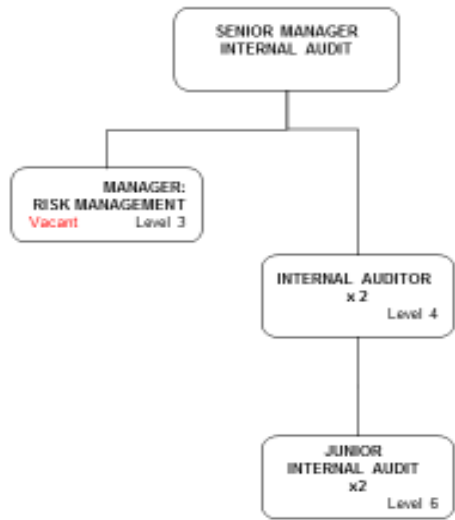 SENIOR MANAGER
INTERNAL AUDIT
MANAGER:
RISK MANAGEMENT
Vacant Level 3
INTERNAL AUDITOR
x 2
Level 4
JUNIOR
INTERNAL AUDIT
x2
Level 6